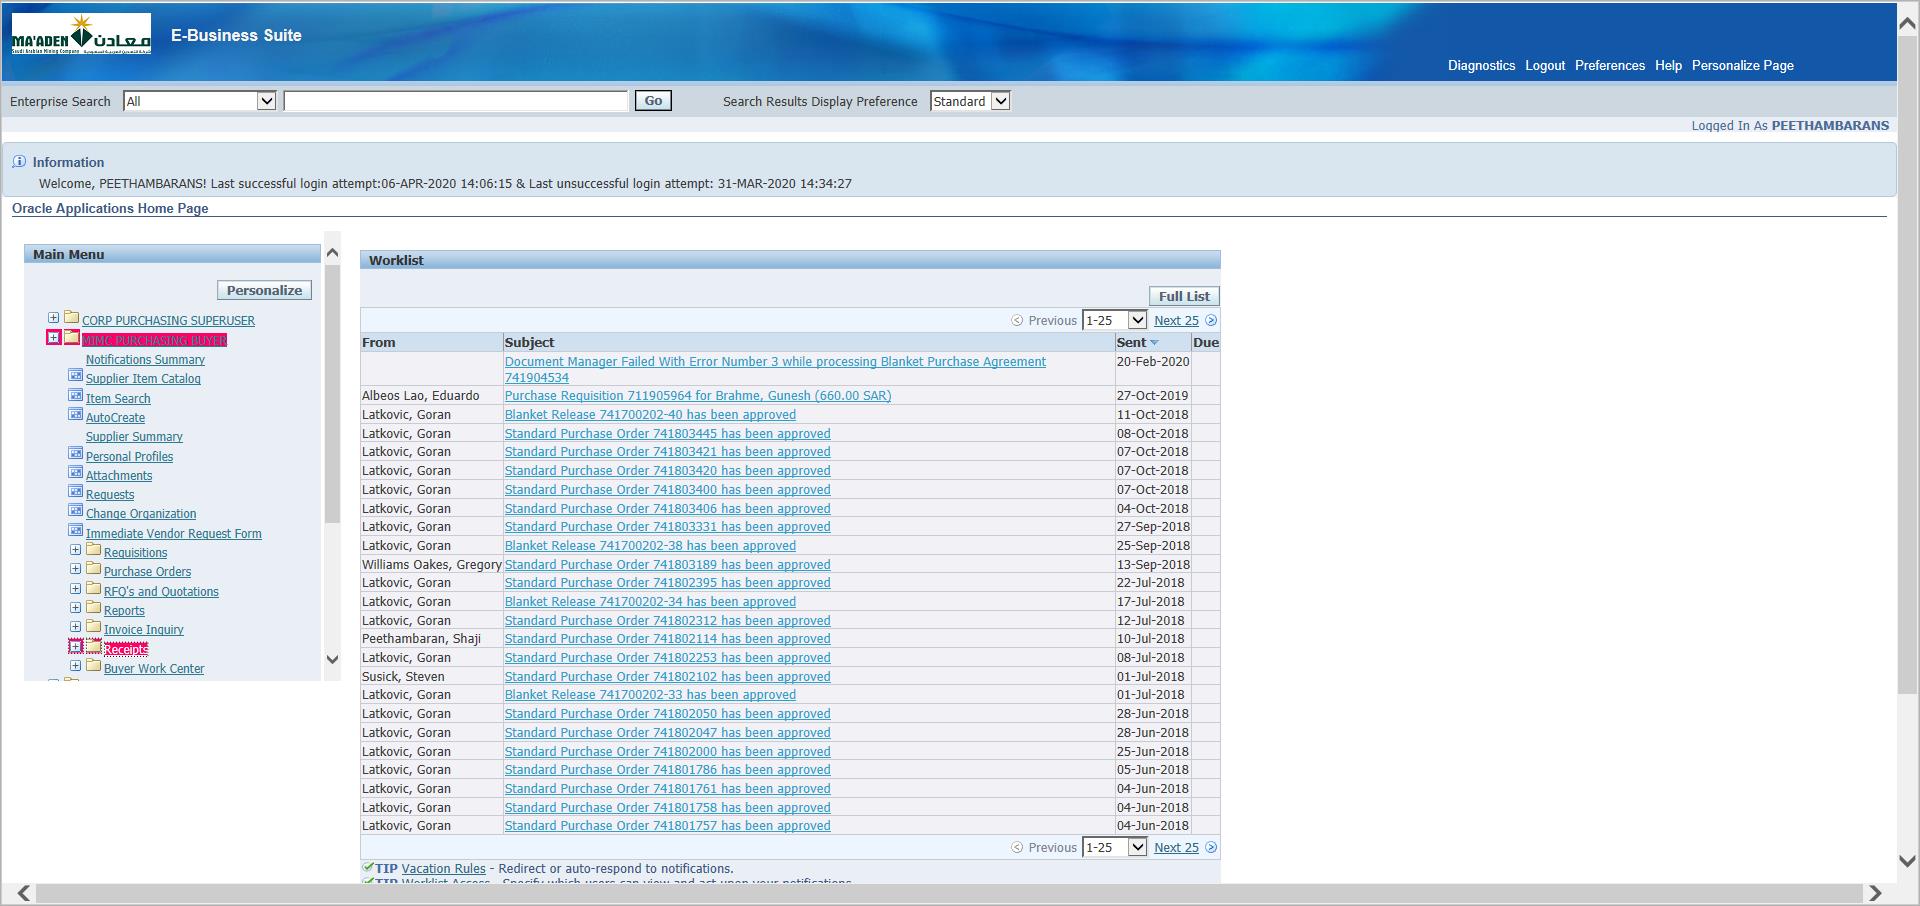 MA'ADEN معادن
Saudi Arabian Mining Company
E-Business Suite
Diagnostics Logout Preferences Help Personalize Page
Enterprise Search All Go Search Results Display Preference Standard
Logged In As PEETHAMBARANS
Information
Welcome, PEETHAMBARANS! Last successful login attempt:06-APR-2020 14:06:15 & Last unsuccessful login attempt: 31-MAR-2020 14:34:27
Oracle Applications Home Page
Main Menu
Personalize
CORP PURCHASING SUPERUSER
MIMC PURCHASING BUYER
Notifications Summary
Supplier Item Catalog
Item Search
AutoCreate
Supplier Summary
Personal Profiles
Attachments
Requests
Change Organization
Immediate Vendor Request Form
Requisitions
Purchase Orders
RFQ's and Quotations
Reports
Invoice Inquiry
Receipts
Buyer Work Center
Worklist
Full List
Previous 1-25 Next 25
From Subject Sent Due
Document Manager Failed With Error Number 3 while processing Blanket Purchase Agreement 20-Feb-2020
741904534
Albeos Lao, Eduardo Purchase Requisition 711905964 for Brahme, Gunesh (660.00 SAR) 27-Oct-2019
Latkovic, Goran Blanket Release 741700202-40 has been approved 11-Oct-2018
Latkovic, Goran Standard Purchase Order 741803445 has been approved 08-Oct-2018
Latkovic, Goran Standard Purchase Order 741803421 has been approved 07-Oct-2018
Latkovic, Goran Standard Purchase Order 741803420 has been approved 07-Oct-2018
Latkovic, Goran Standard Purchase Order 741803400 has been approved 07-Oct-2018
Latkovic, Goran Standard Purchase Order 741803406 has been approved 04-Oct-2018
Latkovic, Goran Standard Purchase Order 741803331 has been approved 27-Sep-2018
Latkovic, Goran Blanket Release 741700202-38 has been approved 25-Sep-2018
Williams Oakes, Gregory Standard Purchase Order 741803189 has been approved 13-Sep-2018
Latkovic, Goran Standard Purchase Order 741802395 has been approved 22-Jul-2018
Latkovic, Goran Blanket Release 741700202-34 has been approved 17-Jul-2018
Latkovic, Goran Standard Purchase Order 741802312 has been approved 12-Jul-2018
Peethambaran, Shaji Standard Purchase Order 741802114 has been approved 10-Jul-2018
Latkovic, Goran Standard Purchase Order 741802253 has been approved 08-Jul-2018
Susick, Steven Standard Purchase Order 741802102 has been approved 01-Jul-2018
Latkovic, Goran Blanket Release 741700202-33 has been approved 01-Jul-2018
Latkovic, Goran Standard Purchase Order 741802050 has been approved 28-Jun-2018
Latkovic, Goran Standard Purchase Order 741802047 has been approved 28-Jun-2018
Latkovic, Goran Standard Purchase Order 741802000 has been approved 25-Jun-2018
Latkovic, Goran Standard Purchase Order 741801786 has been approved 05-Jun-2018
Latkovic, Goran Standard Purchase Order 741801761 has been approved 04-Jun-2018
Latkovic, Goran Standard Purchase Order 741801758 has been approved 04-Jun-2018
Latkovic, Goran Standard Purchase Order 741801757 has been approved 04-Jun-2018
Previous 1-25 Next 25
TIP Vacation Rules - Redirect or auto-respond to notifications.
TIP Worklist Access - Specify which users can view and act upon your notifications.